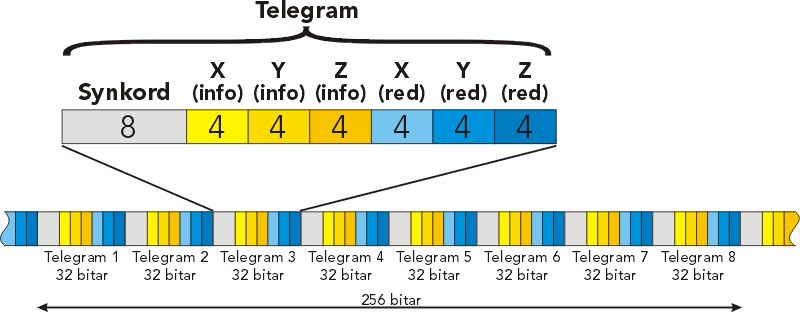 Telegram
X Y Z X Y Z
Synkord (info) (info) (info) (red) (red) (red)
8 4 4 4 4 4 4
Telegram 1 Telegram 2 Telegram 3 Telegram 4 Telegram 5 Telegram 6 Telegram 7 Telegram 8
32 bitar 32 bitar 32 bitar 32 bitar 32 bitar 32 bitar 32 bitar 32 bitar
256 bitar